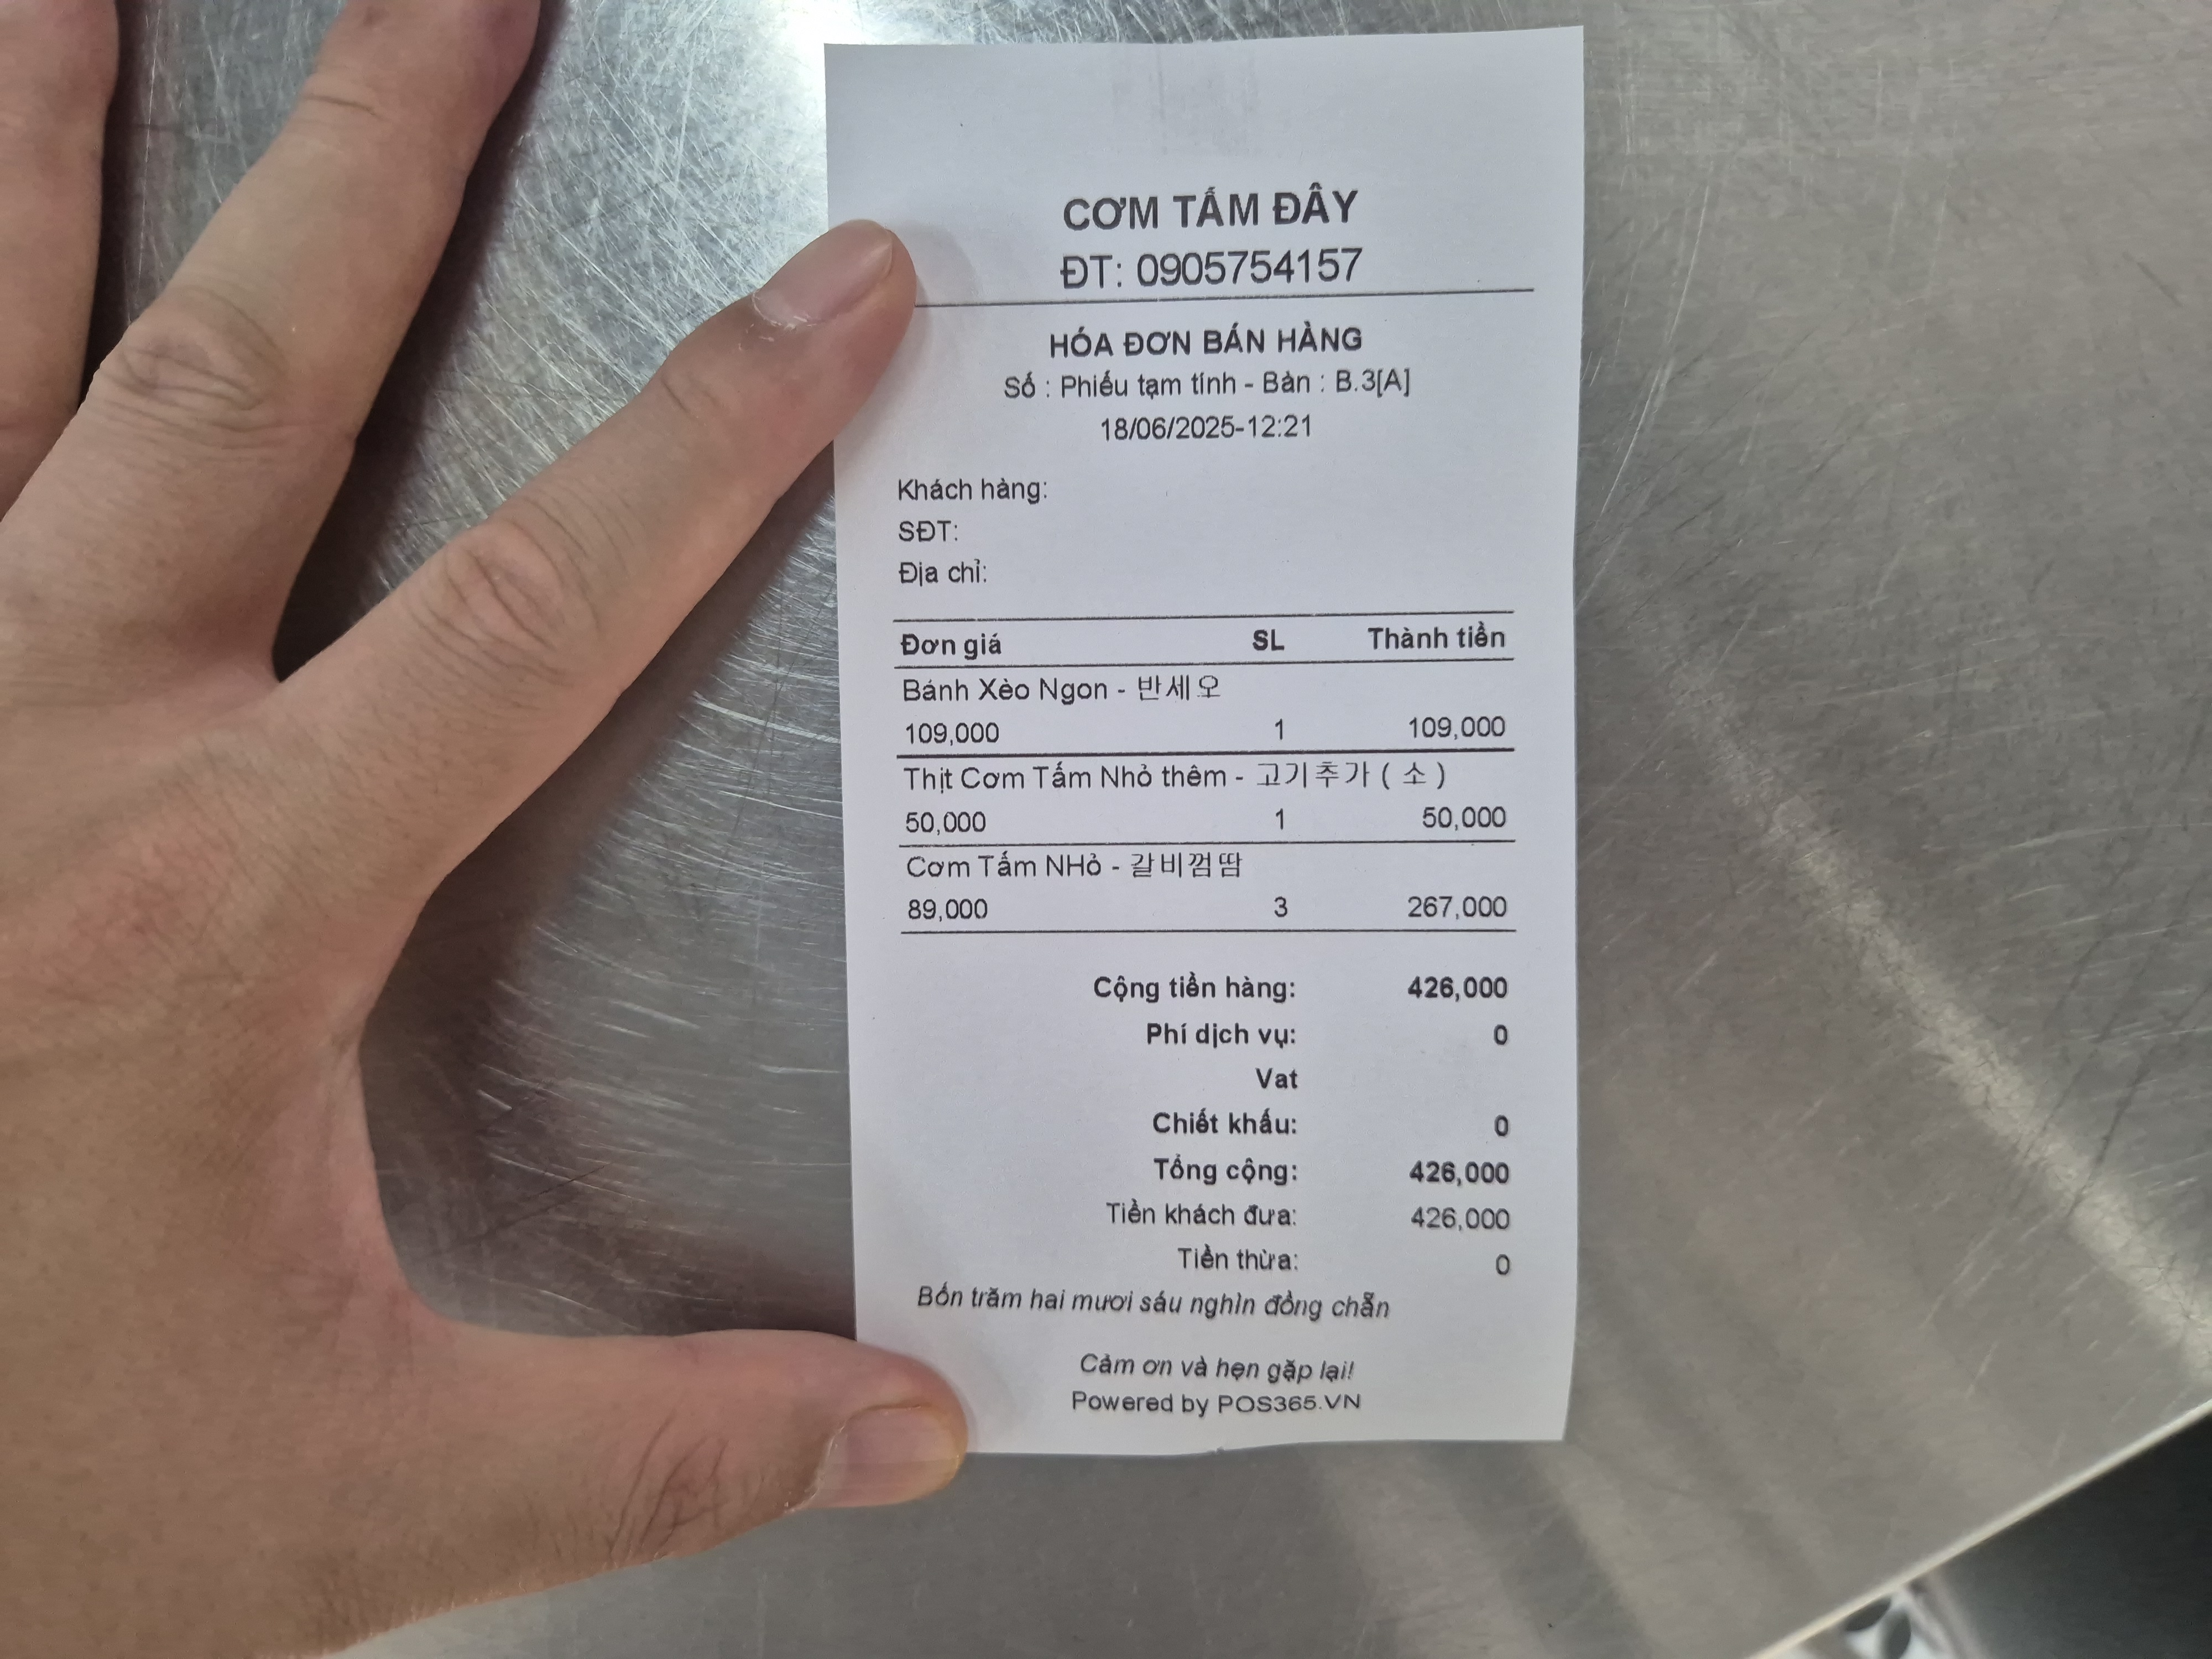 CƠM TẤM ĐÂY
ĐT: 0905754157
HÓA ĐƠN BÁN HÀNG
Số : Phiếu tạm tính - Bàn : B.3[A]
18/06/2025-12:21
Khách hàng:
SĐT:
Địa chỉ:
Đơn giá SL Thành tiền
Bánh Xèo Ngon - 반세오
109,000 1 109,000
Thịt Cơm Tấm Nhỏ thêm - 고기추가 ( 소 )
50,000 1 50,000
Cơm Tấm NHỏ - 갈비껌땀
89,000 3 267,000
Cộng tiền hàng: 426,000
Phí dịch vụ: 0
Vat
Chiết khấu: 0
Tổng cộng: 426,000
Tiền khách đưa: 426,000
Tiền thừa: 0
Bốn trăm hai mươi sáu nghìn đồng chẵn
Cảm ơn và hẹn gặp lại!
Powered by POS365.VN